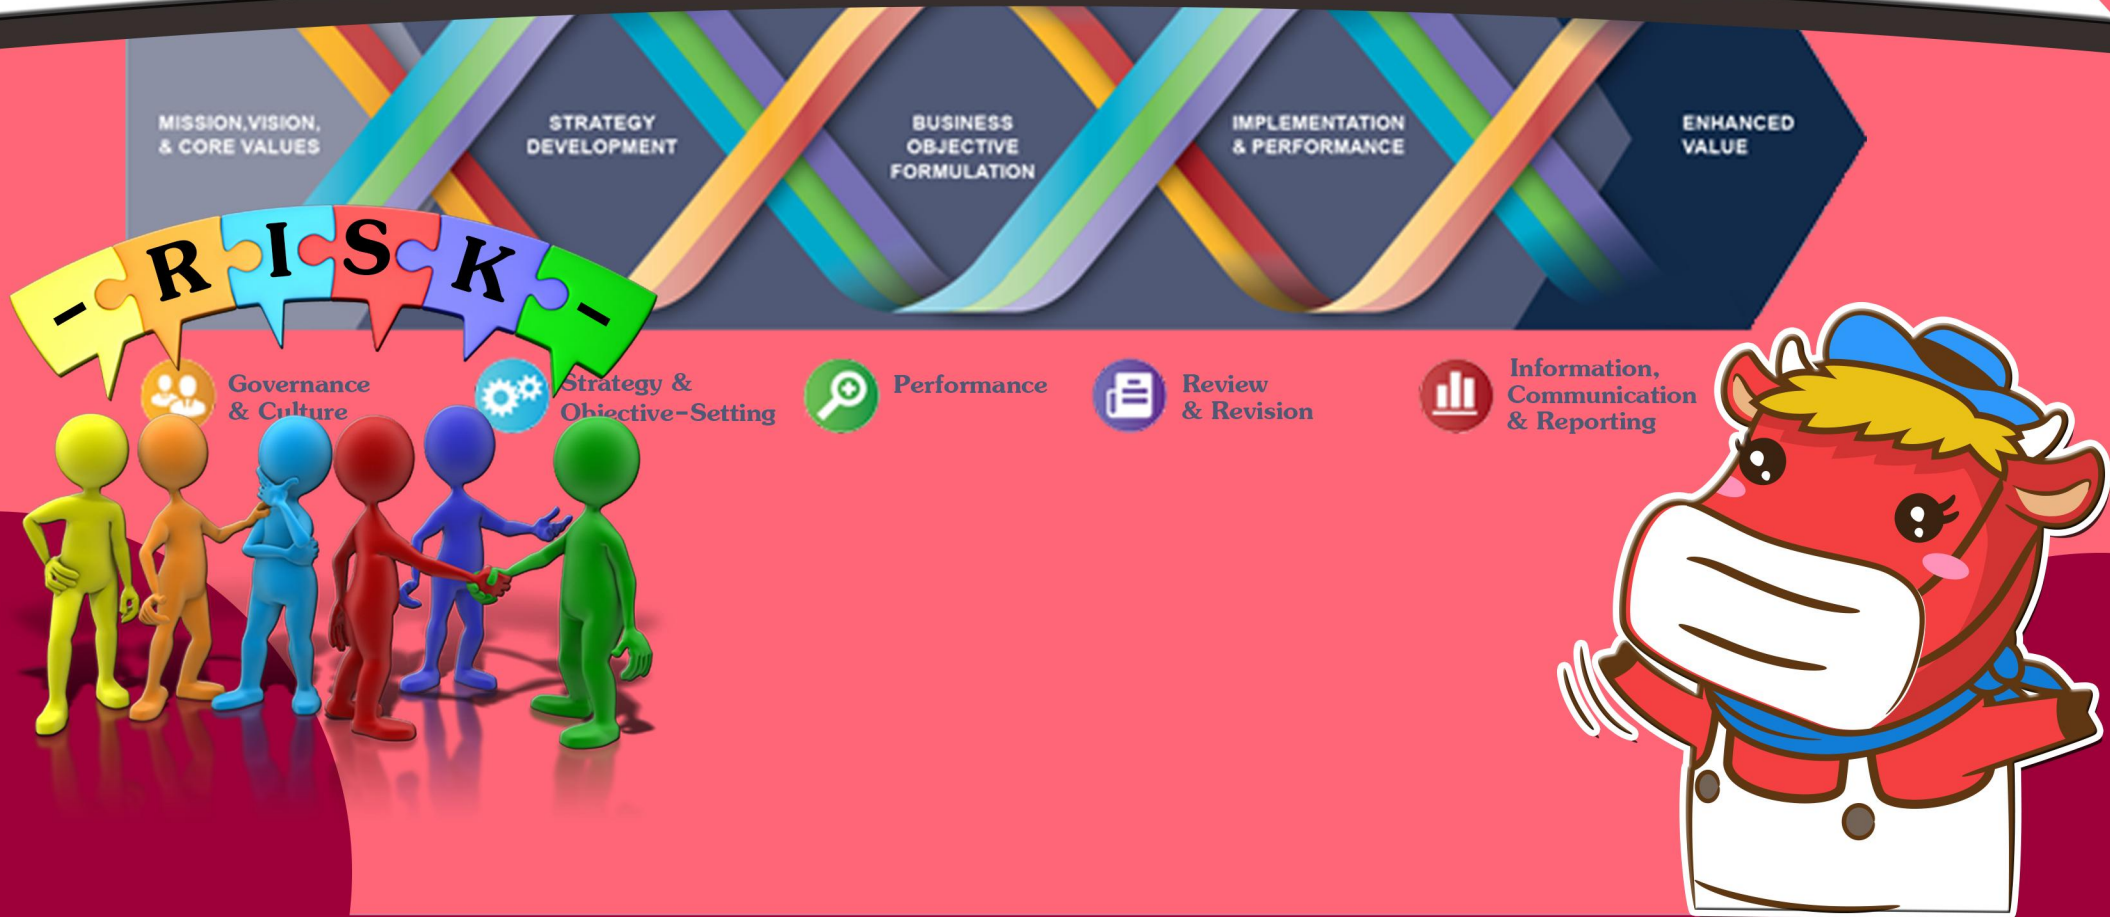 MISSION,VISION,
& CORE VALUES
STRATEGY
DEVELOPMENT
BUSINESS
OBJECTIVE
FORMULATION
IMPLEMENTATION
& PERFORMANCE
ENHANCED
VALUE
- R I S K -
Governance
& Culture
Strategy &
Objective-Setting
Performance
Review
& Revision
Information,
Communication
& Reporting